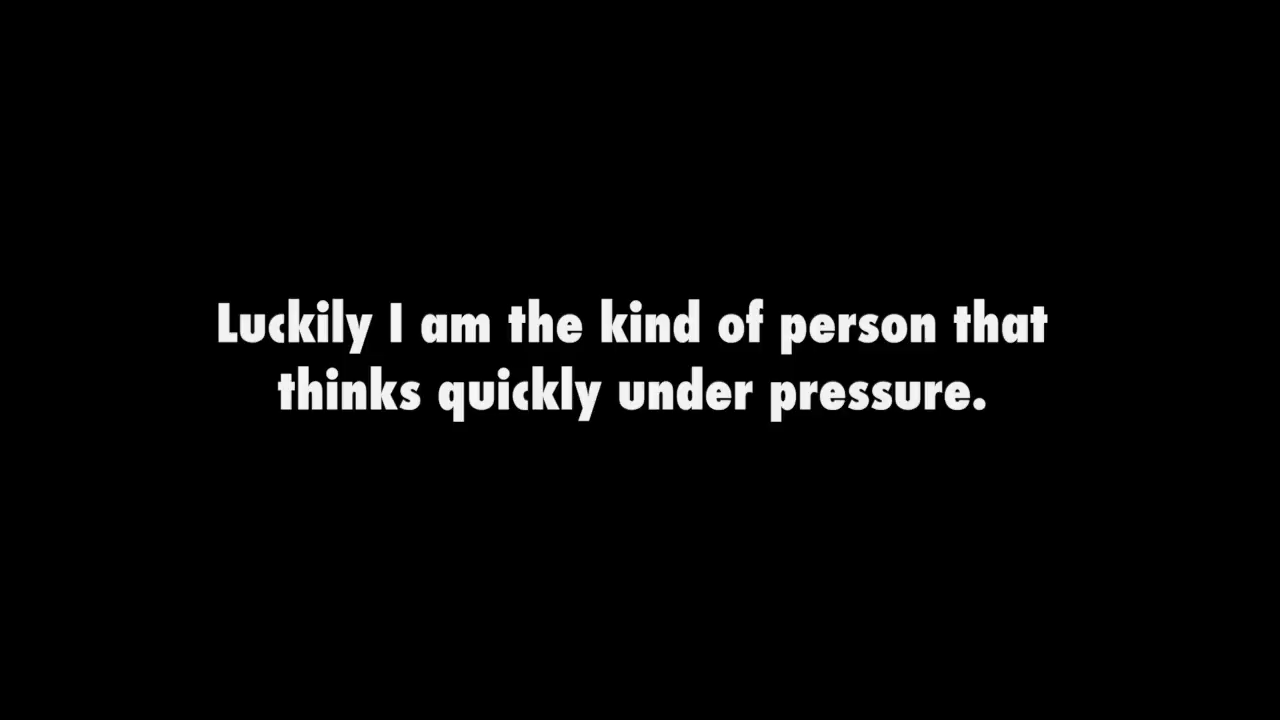 Luckily I am the kind of person that
thinks quickly under pressure.